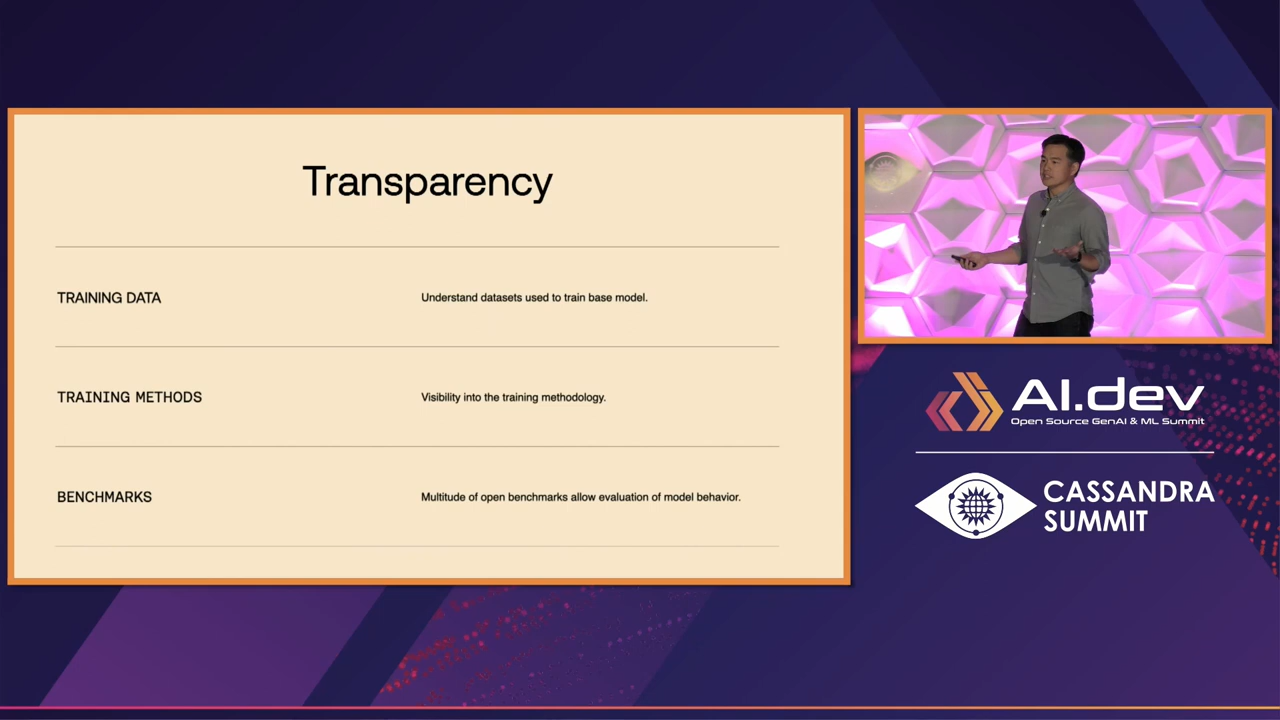 Transparency
TRAINING DATA
Understand datasets used to train base model.
TRAINING METHODS
Visibility into the training methodology.
BENCHMARKS
Multitude of open benchmarks allow evaluation of model behavior.
AI.dev
Open Source GenAI & ML Summit
CASSANDRA
SUMMIT